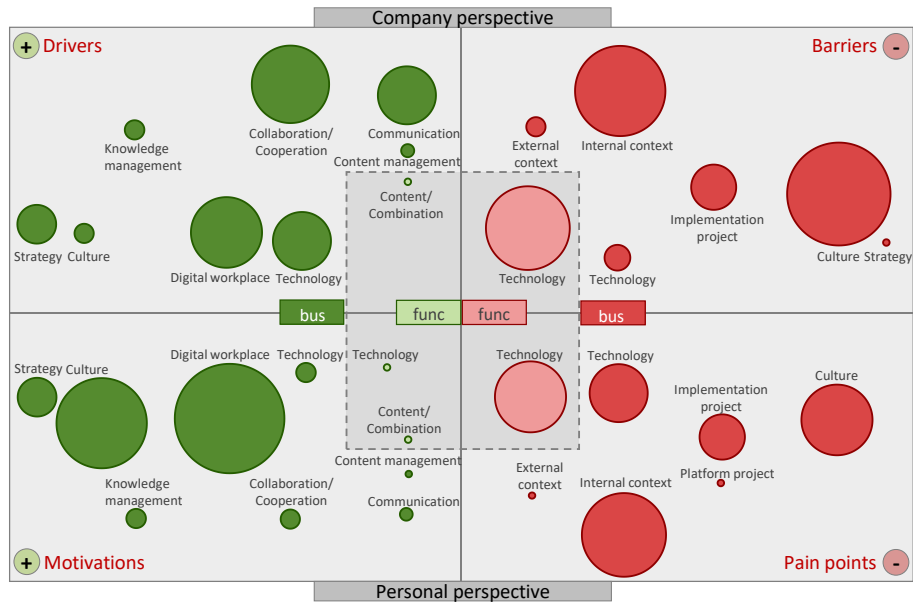 Company perspective
+ Drivers
Barriers -
Collaboration/
Cooperation
Communication
Knowledge
management
Content management
External
context
Internal context
Content/
Combination
Implementation
project
Strategy Culture
Digital workplace
Technology
Technology
Technology
Culture Strategy
bus
func
func
bus
Strategy Culture
Digital workplace
Technology
Technology
Technology
Technology
Culture
Implementation
project
Content/
Combination
Content management
Knowledge
management
Collaboration/
Cooperation
Communication
External
context
Internal context
Platform project
+ Motivations
Pain points -
Personal perspective